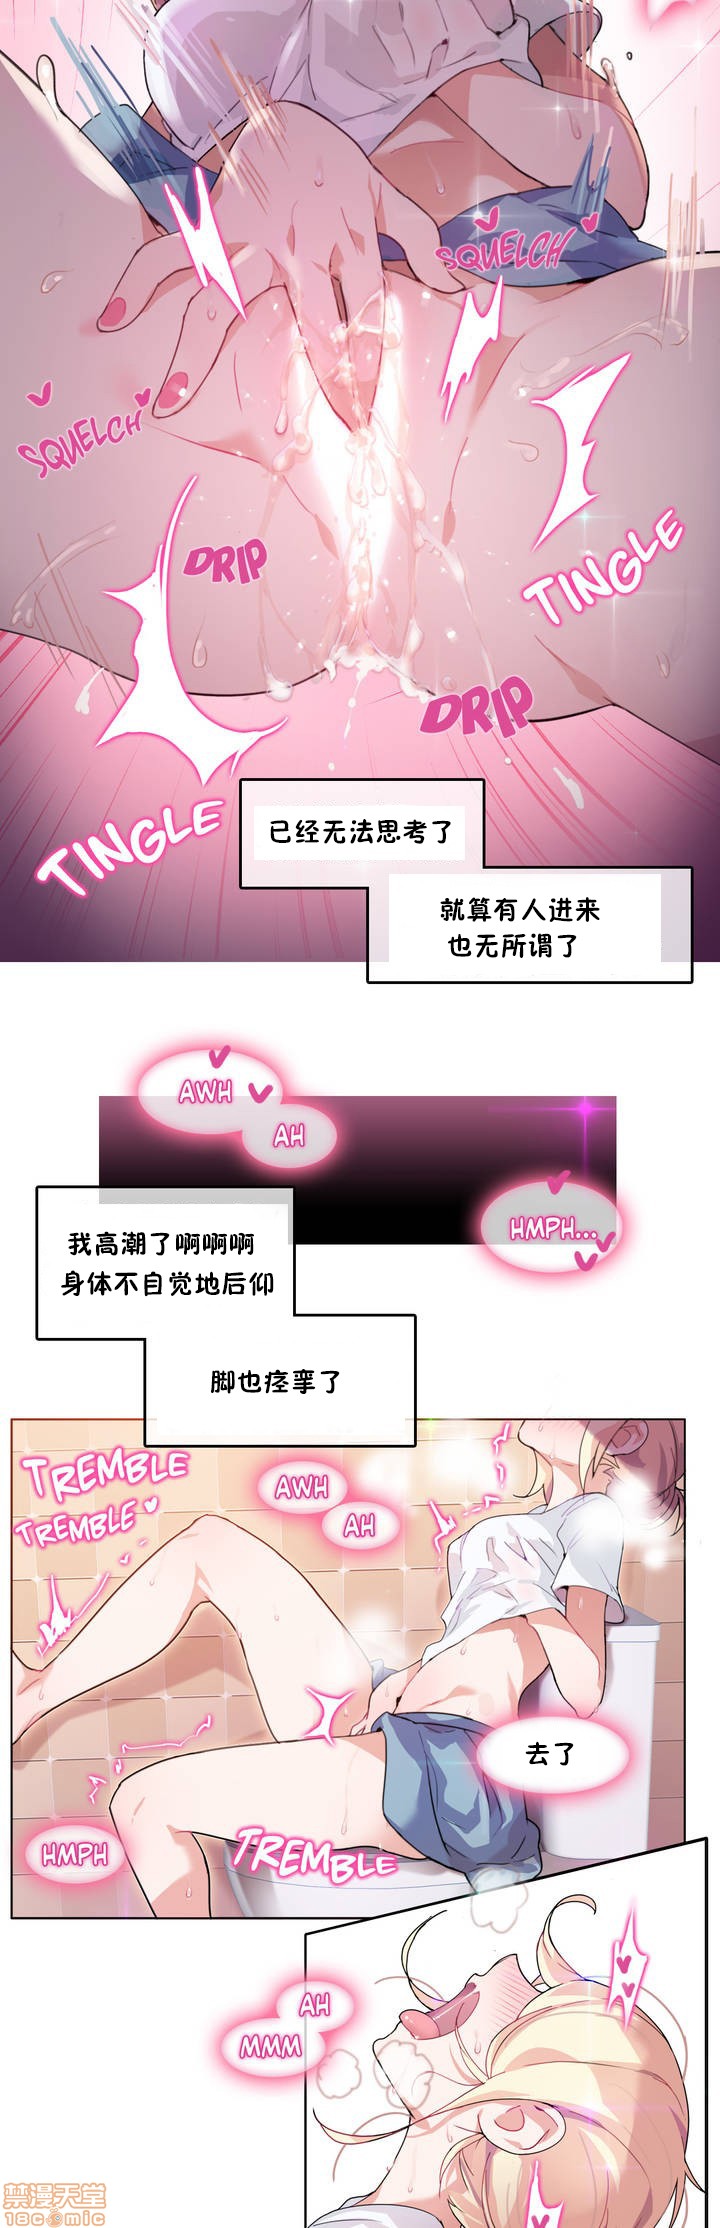 SQUELCH
SQUELCH
DRIP
TINGLE
DRIP
TINGLE
已经无法思考了
就算有人进来
也无所谓了
AWH
AH
HMPH...
我高潮了啊啊啊
身体不自觉地后仰
脚也痉挛了
TREMBLE
TREMBLE
AWH
AH
去了
HMPH
TREMBLE
AH
MMM
禁漫天堂
18comic